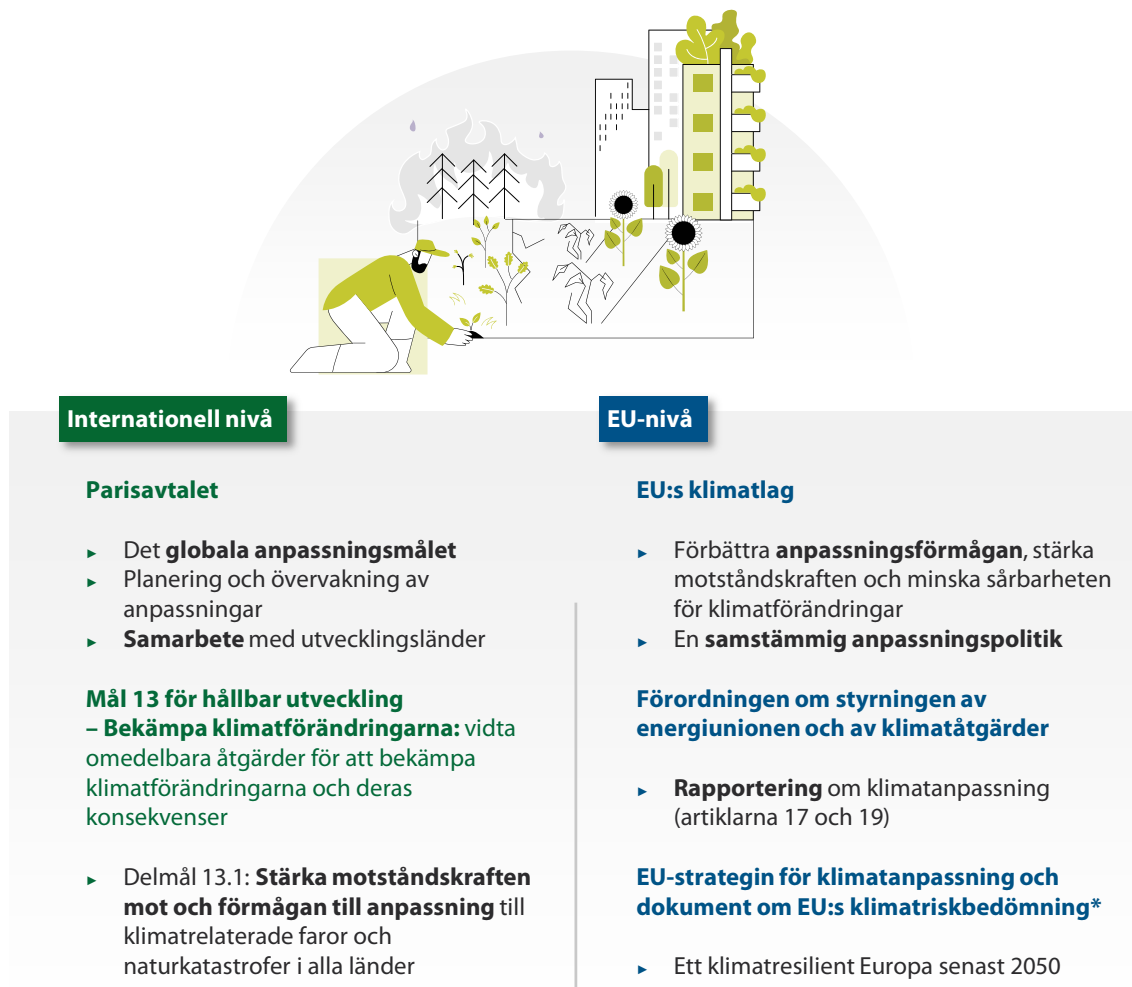 Internationell nivå
Parisavtalet
► Det globala anpassningsmålet
► Planering och övervakning av
anpassningar
► Samarbete med utvecklingsländer
Mål 13 för hållbar utveckling
– Bekämpa klimatförändringarna: vidta
omedelbara åtgärder för att bekämpa
klimatförändringarna och deras
konsekvenser
► Delmål 13.1: Stärka motståndskraften
mot och förmågan till anpassning till
klimatrelaterade faror och
naturkatastrofer i alla länder
EU-nivå
EU:s klimatlag
► Förbättra anpassningsförmågan, stärka
motståndskraften och minska sårbarheten
för klimatförändringar
► En samstämmig anpassningspolitik
Förordningen om styrningen av
energiunionen och av klimatåtgärder
► Rapportering om klimatanpassning
(artiklarna 17 och 19)
EU-strategin för klimatanpassning och
dokument om EU:s klimatriskbedömning*
► Ett klimatresilient Europa senast 2050